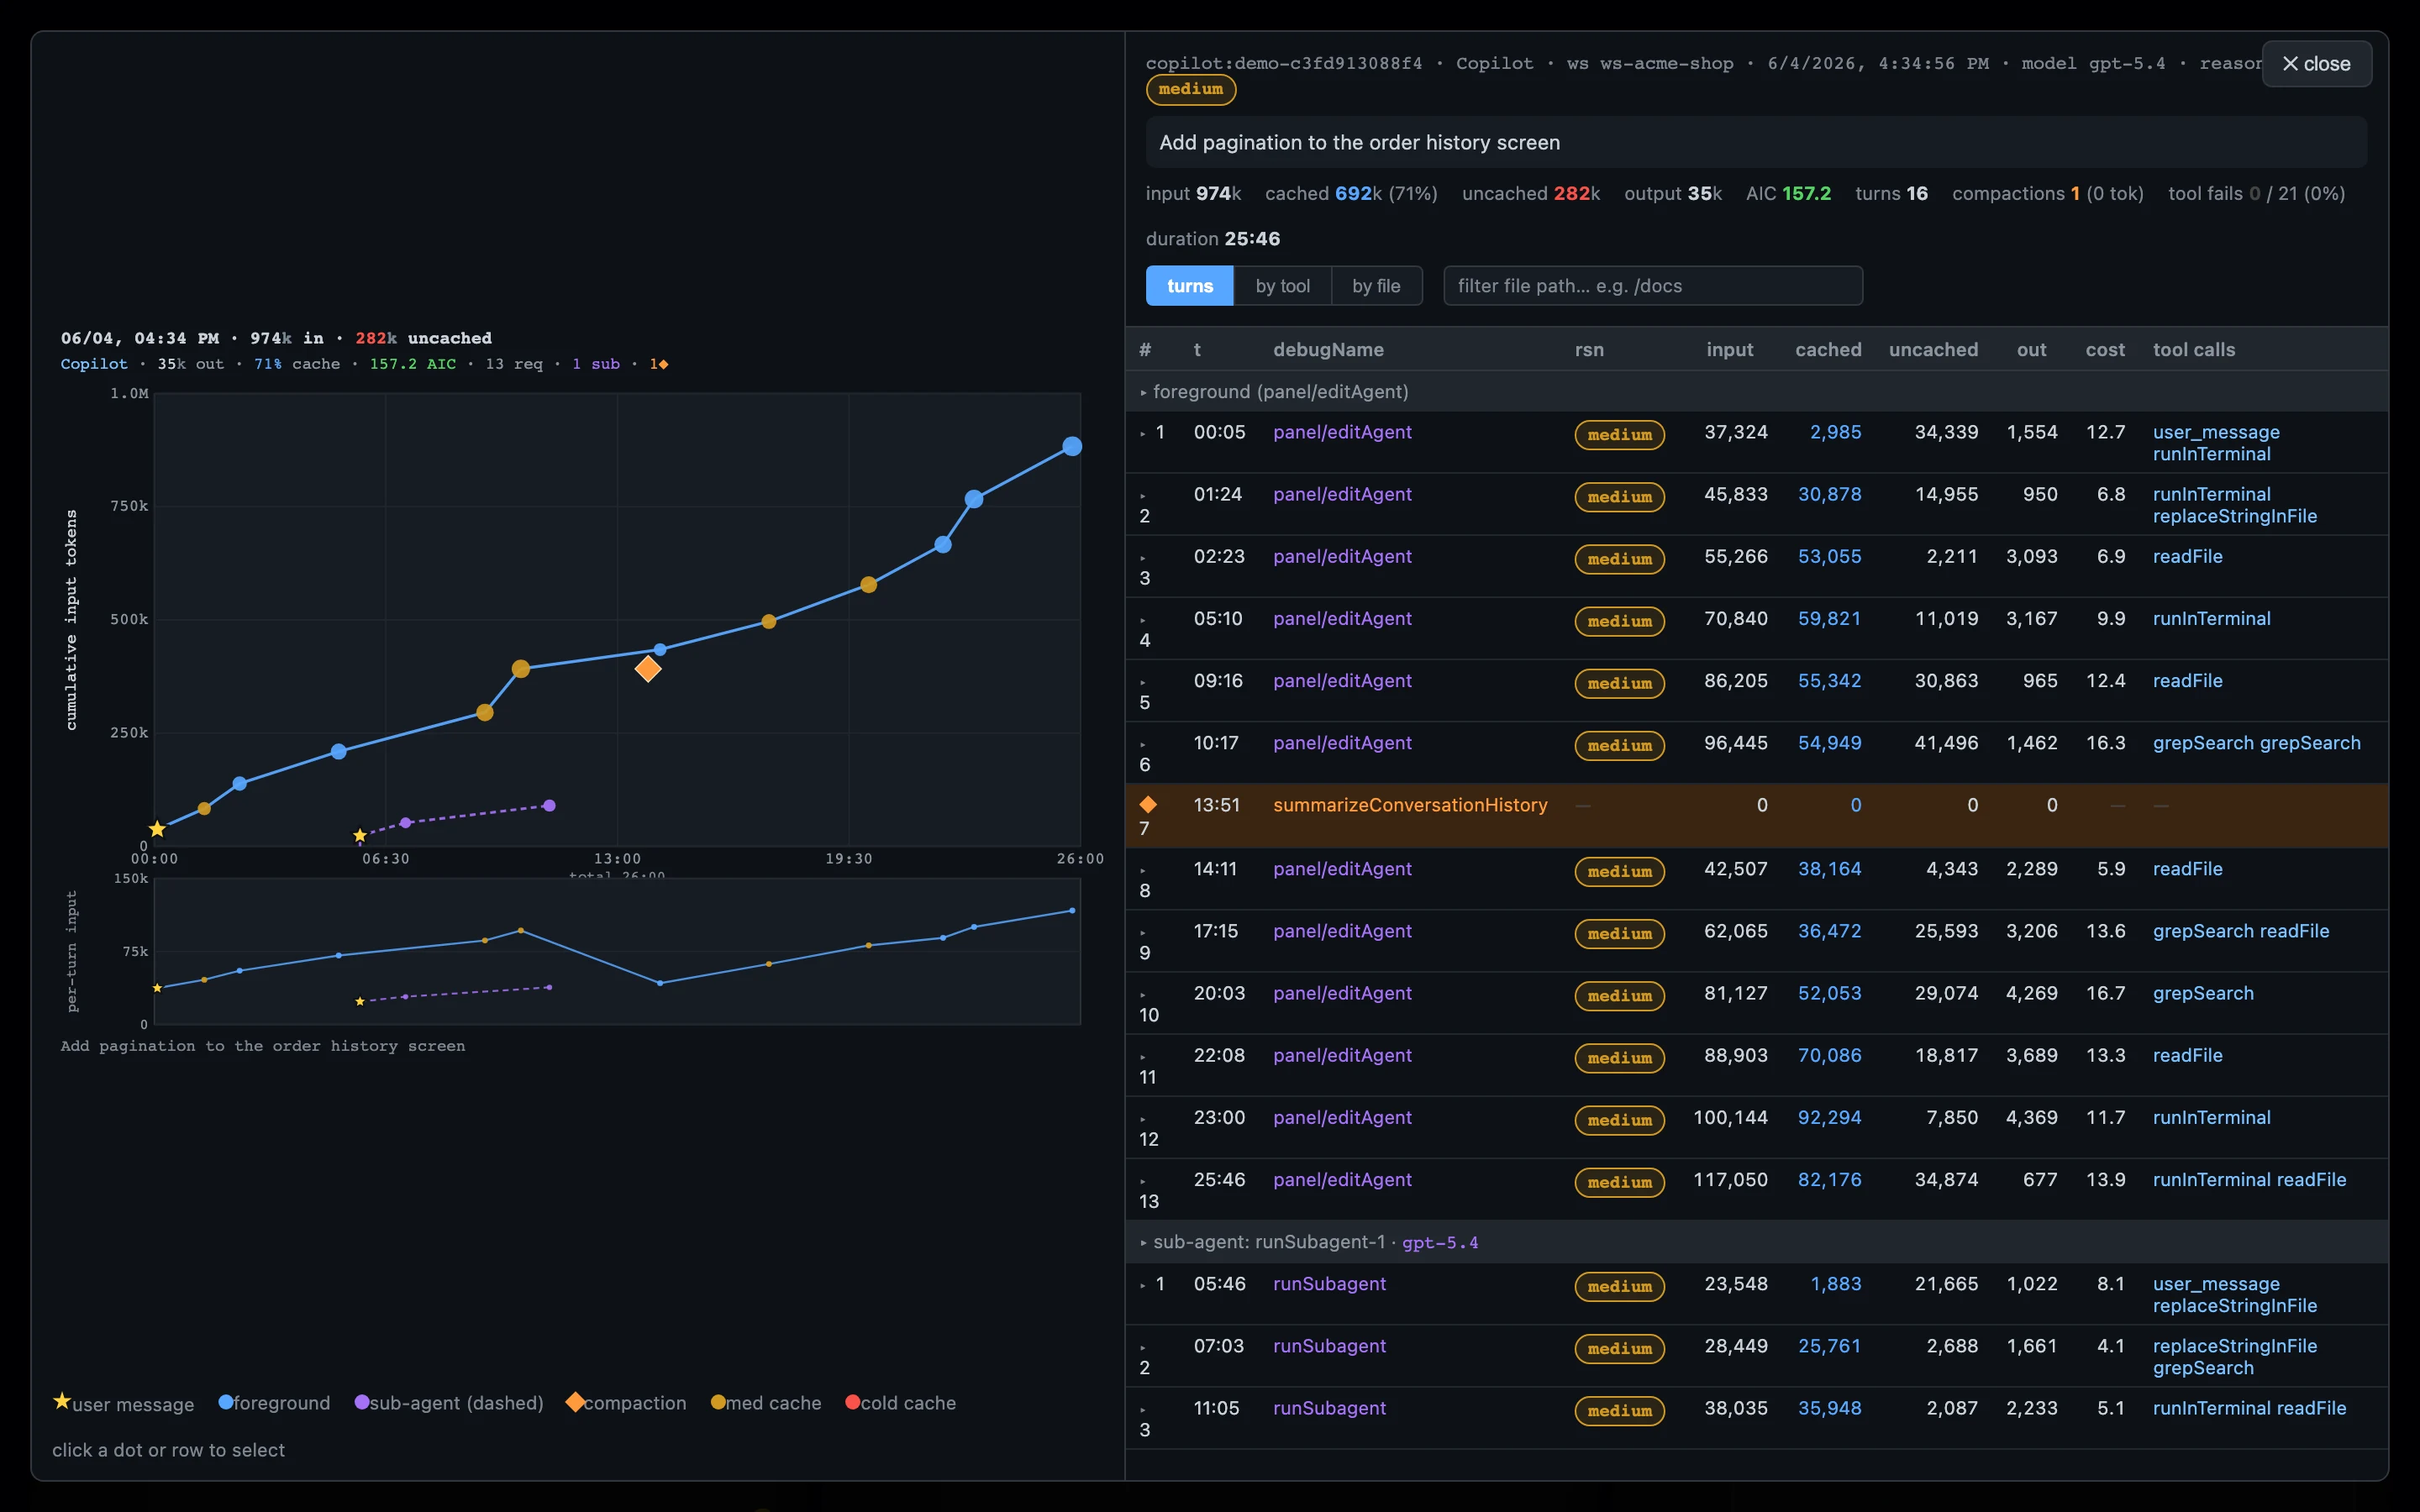 copilot:demo-c3fd913088f4 · Copilot · ws ws-acme-shop · 6/4/2026, 4:34:56 PM · model gpt-5.4 ·
× close
medium
Add pagination to the order history screen
input 974k cached 692k (71%) uncached 282k output 35k AIC 157.2 turns 16 compactions 1 (0 tok) tool fails 0 / 21 (0%)
duration 25:46
turns by tool by file filter file path... e.g. /docs
06/04, 04:34 PM · 974k in · 282k uncached
Copilot · 35k out · 71% cache · 157.2 AIC · 13 req · 1 sub · 1◆
cumulative input tokens
1.0M
750k
500k
250k
0
00:00 06:30 13:00 19:30 26:00
total 26:00
per-turn input
150k
75k
0
Add pagination to the order history screen
user message foreground sub-agent (dashed) compaction med cache cold cache
click a dot or row to select
# t debugName rsn input cached uncached out cost tool calls
foreground (panel/editAgent)
1 00:05 panel/editAgent medium 37,324 2,985 34,339 1,554 12.7 user_message
runInTerminal
2 01:24 panel/editAgent medium 45,833 30,878 14,955 950 6.8 runInTerminal
replaceStringInFile
3 02:23 panel/editAgent medium 55,266 53,055 2,211 3,093 6.9 readFile
4 05:10 panel/editAgent medium 70,840 59,821 11,019 3,167 9.9 runInTerminal
5 09:16 panel/editAgent medium 86,205 55,342 30,863 965 12.4 readFile
6 10:17 panel/editAgent medium 96,445 54,949 41,496 1,462 16.3 grepSearch grepSearch
7 13:51 summarizeConversationHistory — 0 0 0 0 — —
8 14:11 panel/editAgent medium 42,507 38,164 4,343 2,289 5.9 readFile
9 17:15 panel/editAgent medium 62,065 36,472 25,593 3,206 13.6 grepSearch readFile
10 20:03 panel/editAgent medium 81,127 52,053 29,074 4,269 16.7 grepSearch
11 22:08 panel/editAgent medium 88,903 70,086 18,817 3,689 13.3 readFile
12 23:00 panel/editAgent medium 100,144 92,294 7,850 4,369 11.7 runInTerminal
13 25:46 panel/editAgent medium 117,050 82,176 34,874 677 13.9 runInTerminal readFile
sub-agent: runSubagent-1 · gpt-5.4
1 05:46 runSubagent medium 23,548 1,883 21,665 1,022 8.1 user_message
replaceStringInFile
2 07:03 runSubagent medium 28,449 25,761 2,688 1,661 4.1 replaceStringInFile
grepSearch
3 11:05 runSubagent medium 38,035 35,948 2,087 2,233 5.1 runInTerminal readFile